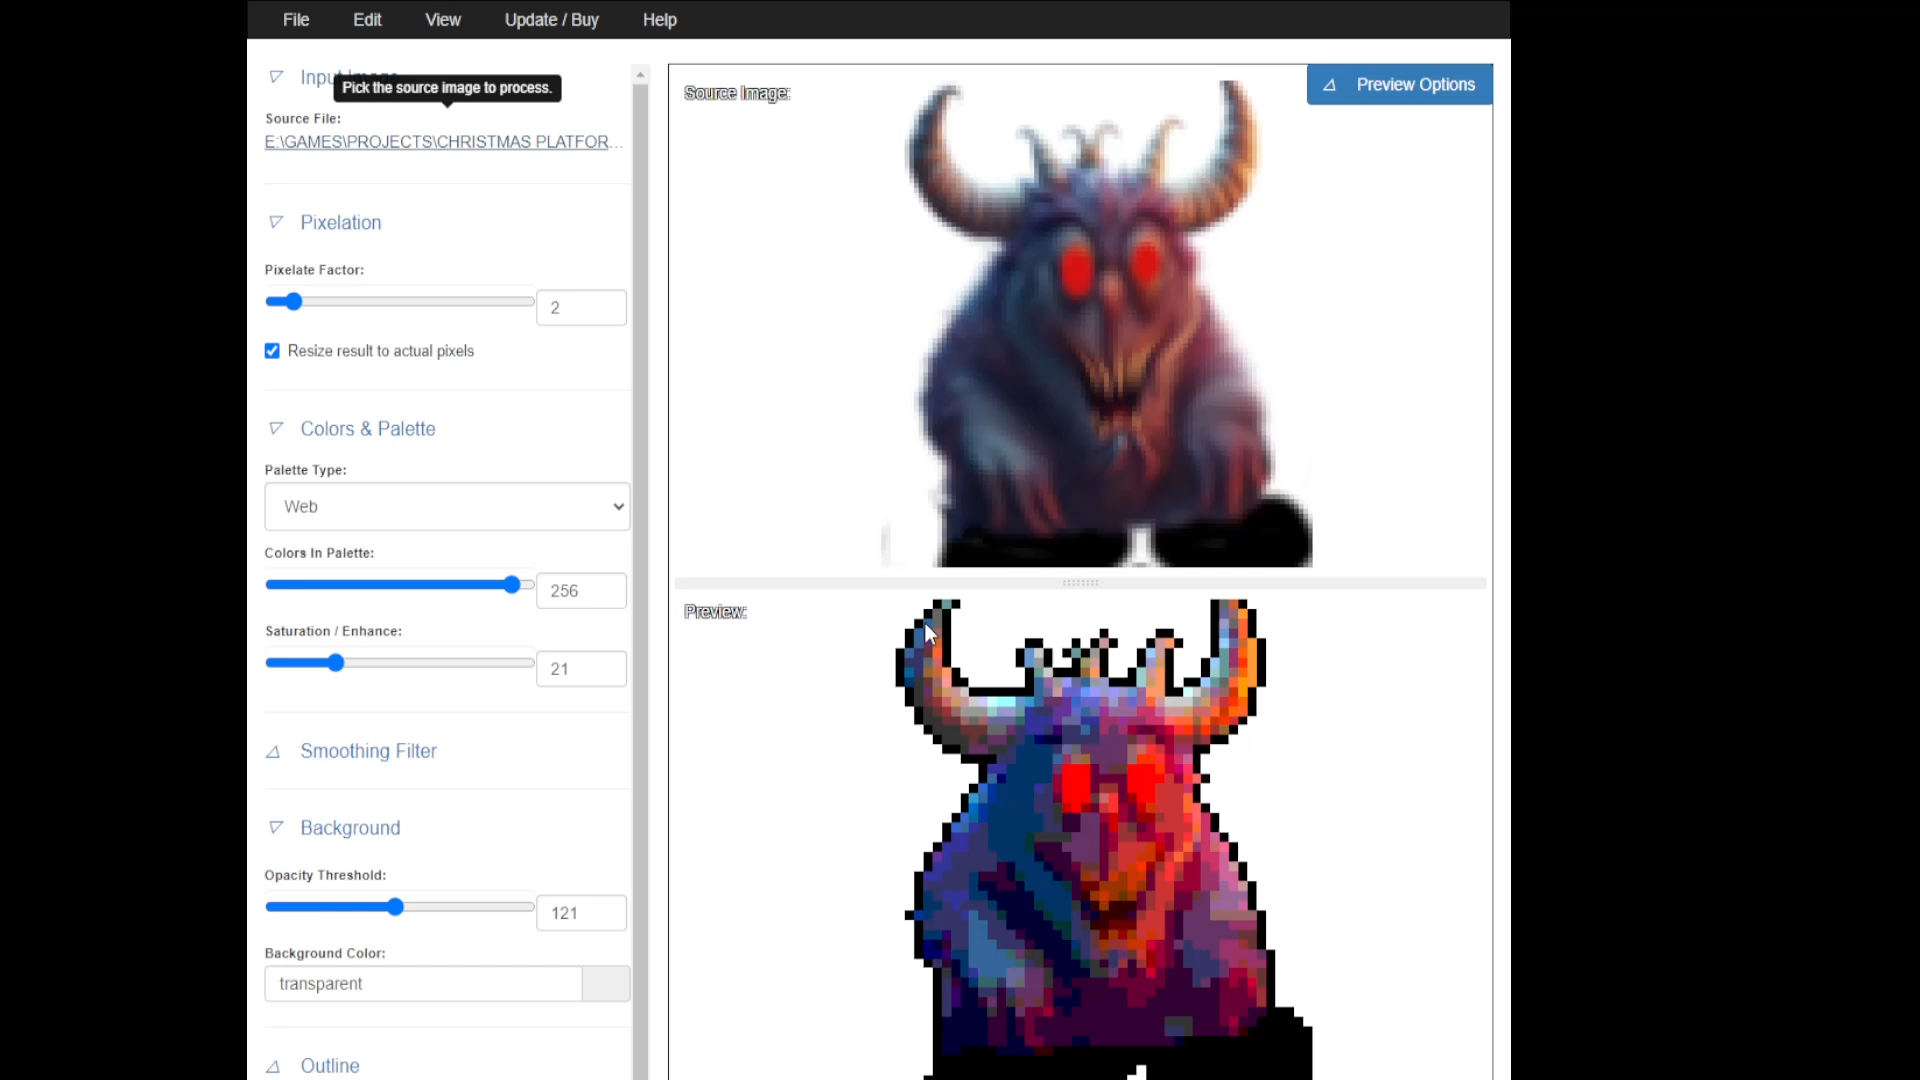 File Edit View Update / Buy Help
Pick the source image to process.
Source File:
E:\GAMES\PROJECTS\CHRISTMAS PLATFOR...
Pixelation
Pixelate Factor:
2
Resize result to actual pixels
Colors & Palette
Palette Type:
Web
Colors In Palette:
256
Saturation / Enhance:
21
Smoothing Filter
Background
Opacity Threshold:
121
Background Color:
transparent
Outline
Source Image:
Preview Options
Preview: